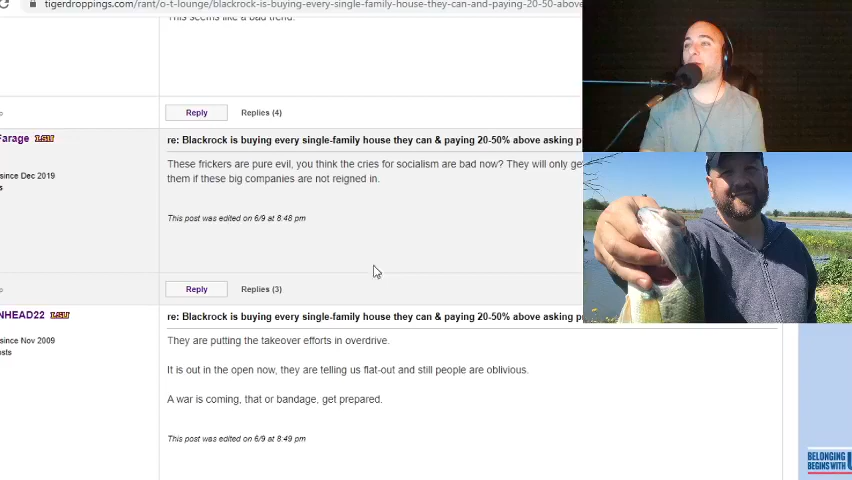 tigerdroppings.com/rant/o-t-lounge/blackrock-is-buying-every-single-family-house-they-can-and-paying-20-50-above
This seems like a bad trend.
Reply Replies (4)
Farage LSU
re: Blackrock is buying every single-family house they can & paying 20-50% above asking p
These frickers are pure evil, you think the cries for socialism are bad now? They will only ge
since Dec 2019
them if these big companies are not reigned in.
This post was edited on 6/9 at 8:48 pm
Reply Replies (3)
NHEAD22 LSU
re: Blackrock is buying every single-family house they can & paying 20-50% above asking p
since Nov 2009
They are putting the takeover efforts in overdrive.
osts
It is out in the open now, they are telling us flat-out and still people are oblivious.
A war is coming, that or bandage, get prepared.
This post was edited on 6/9 at 8:49 pm
BELONGING
BEGINS WITH